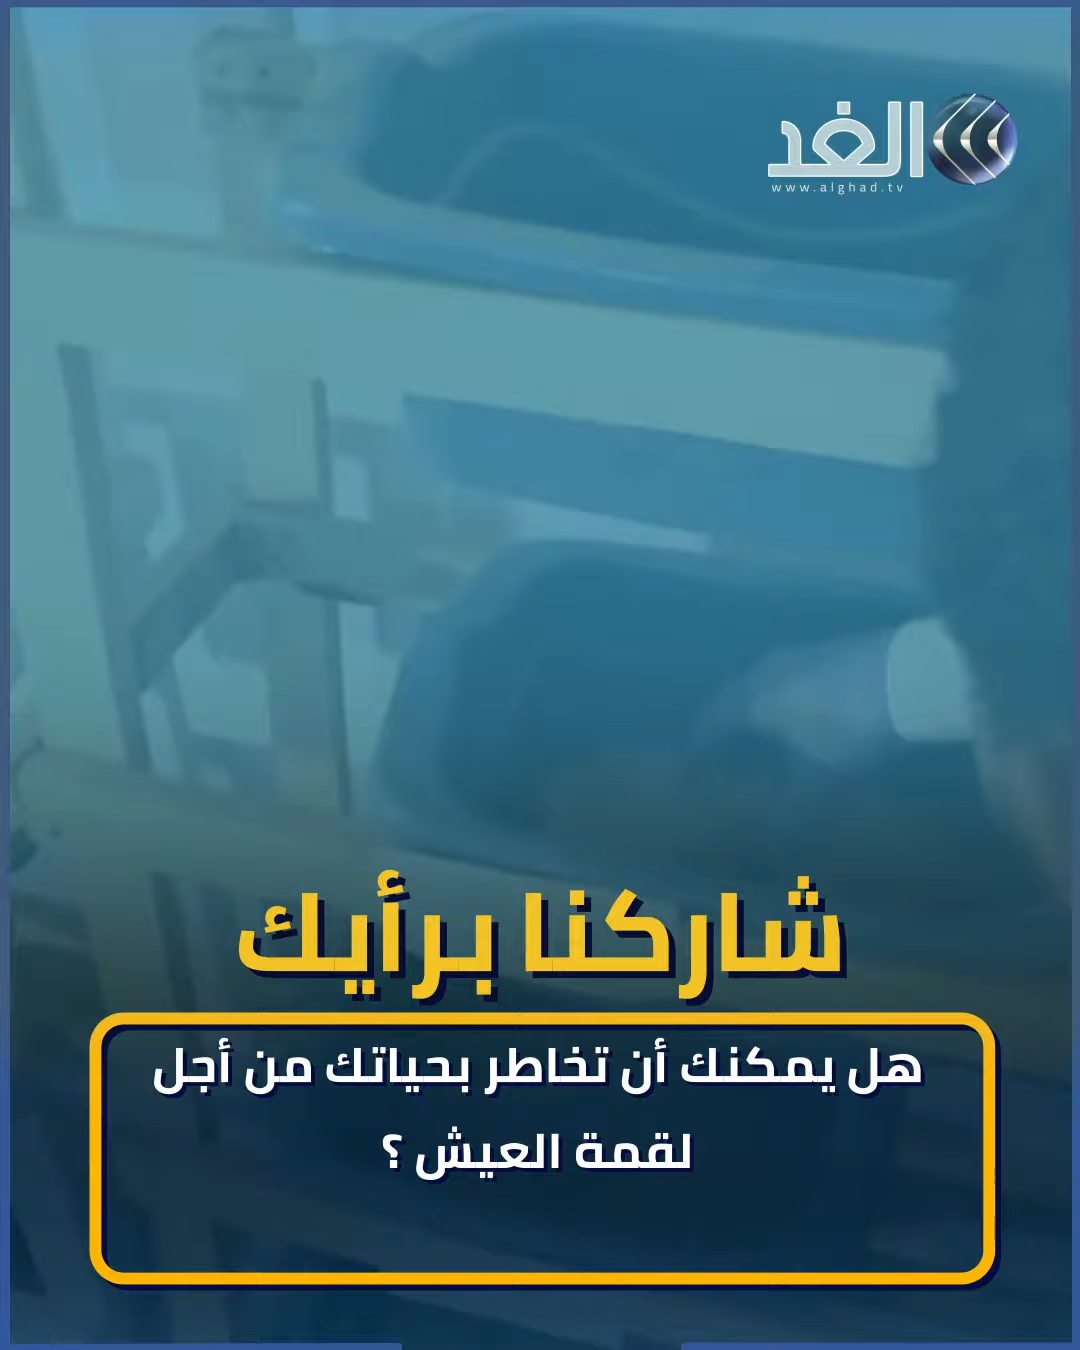 الغد
www.alghad.tv
شاركنا برأيك
هل يمكنك أن تخاطر بحياتك من أجل
لقمة العيش ؟